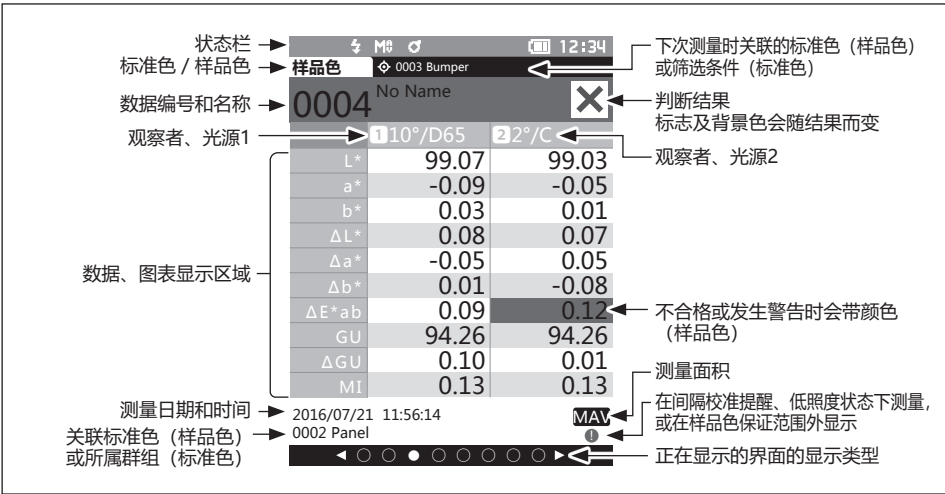 状态栏
12:34
下次测量时关联的标准色（样品色）
或筛选条件（标准色）
标准色 / 样品色
样品色
0003 Bumper
数据编号和名称
0004
No Name
判断结果
标志及背景色会随结果而变
观察者、光源1
1 10°/D65 2 2°/C
观察者、光源2
L* 99.07 99.03
a* -0.09 -0.05
b* 0.03 0.01
ΔL* 0.08 0.07
Δa* -0.05 0.05
数据、图表显示区域
Δb* 0.01 -0.08
ΔE*ab 0.09 0.12
不合格或发生警告时会带颜色
（样品色）
GU 94.26 94.26
ΔGU 0.10 0.01
MI 0.13 0.13
测量面积
测量日期和时间
2016/07/21 11:56:14
MAV
在间隔校准提醒、低照度状态下测量，
或在样品色保证范围外显示
关联标准色（样品色）
或所属群组（标准色）
0002 Panel
正在显示的界面的显示类型